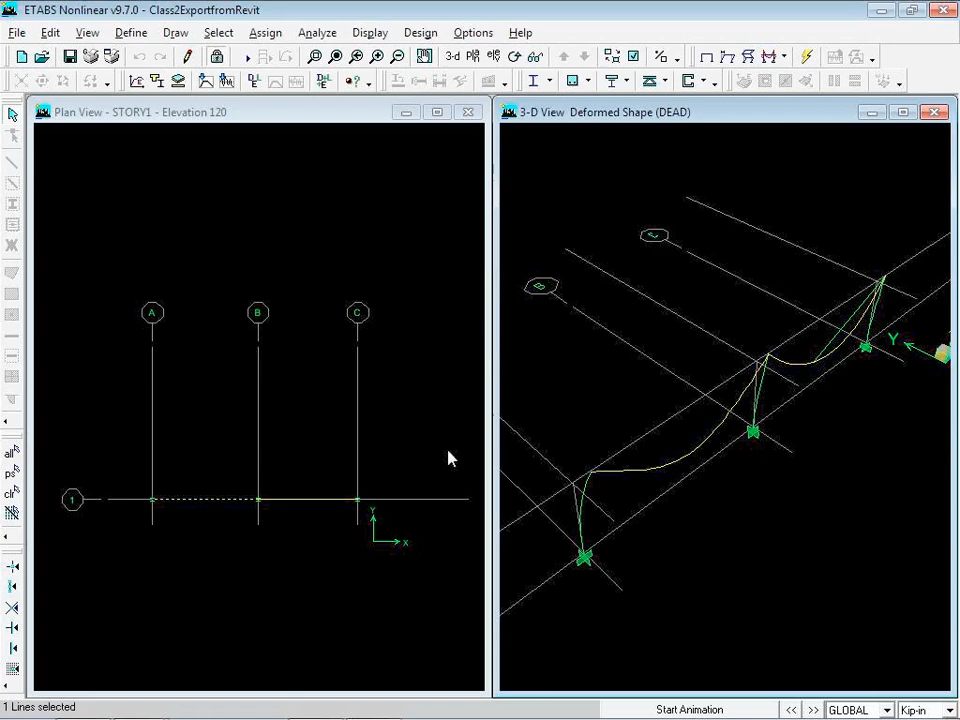 ETABS Nonlinear v9.7.0 - Class2ExportfromRevit
File Edit View Define Draw Select Assign Analyze Display Design Options Help
3-d
Plan View - STORY1 - Elevation 120
3-D View Deformed Shape (DEAD)
A B C
1
Y
X
B
Y
all
ps
clr
1 Lines selected
Start Animation << >> GLOBAL Kip-in